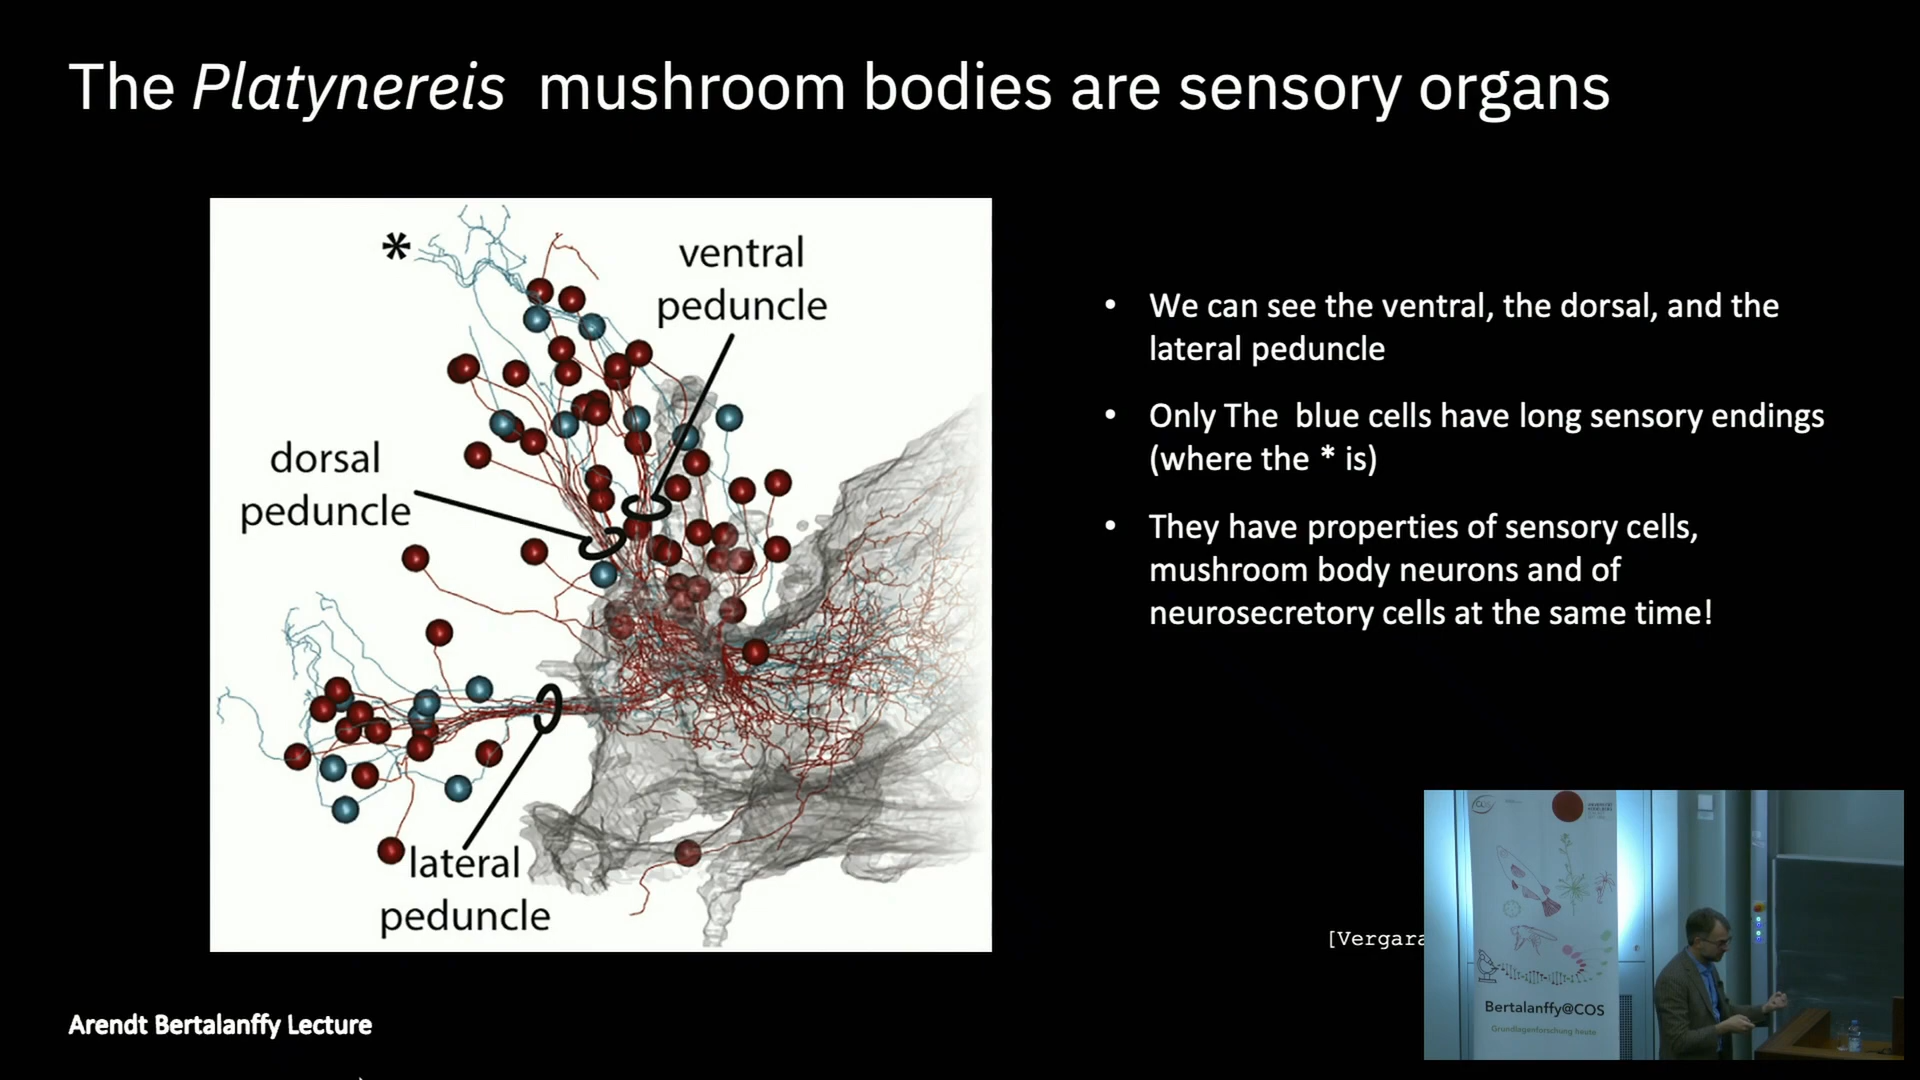 The Platynereis mushroom bodies are sensory organs
*
ventral
peduncle
dorsal
peduncle
lateral
peduncle
• We can see the ventral, the dorsal, and the
lateral peduncle
• Only The blue cells have long sensory endings
(where the * is)
• They have properties of sensory cells,
mushroom body neurons and of
neurosecretory cells at the same time!
[Vergara
Bertalanffy@COS
Grundlagenforschung heute
Arendt Bertalanffy Lecture